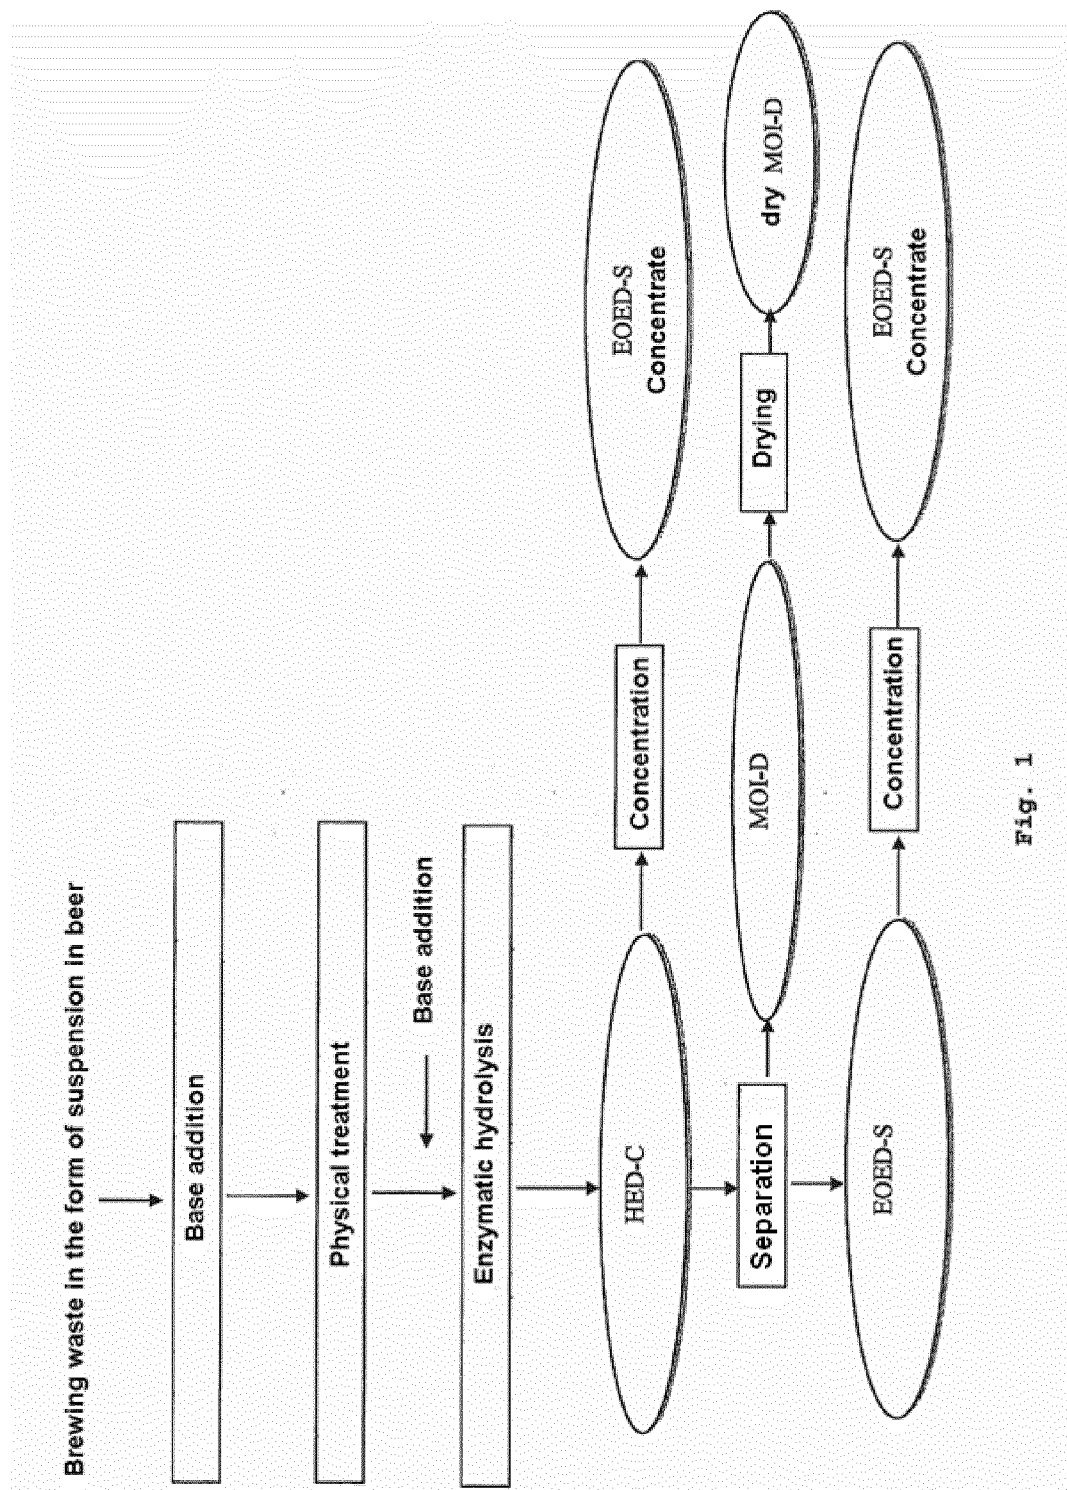 Brewing waste in the form of suspension in beer
Base addition
Physical treatment
Base addition
Enzymatic hydrolysis
HED-C
Concentration
EOED-S
Concentrate
Separation
MOI-D
Drying
dry MOI-D
EOED-S
Concentration
EOED-S
Concentrate
Fig. 1